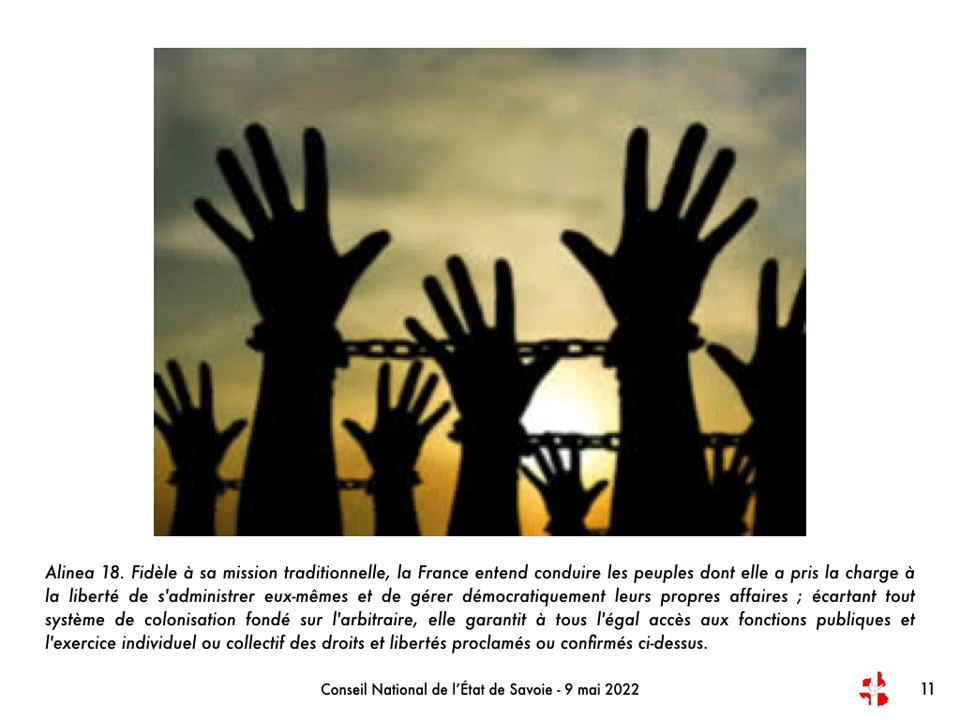 Alinea 18. Fidèle à sa mission traditionnelle, la France entend conduire les peuples dont elle a pris la charge à
la liberté de s'administrer eux-mêmes et de gérer démocratiquement leurs propres affaires ; écartant tout
système de colonisation fondé sur l'arbitraire, elle garantit à tous l'égal accès aux fonctions publiques et
l'exercice individuel ou collectif des droits et libertés proclamés ou confirmés ci-dessus.
Conseil National de l’État de Savoie - 9 mai 2022
11